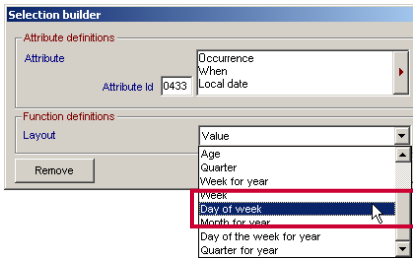 Selection builder
Attribute definitions
Attribute
Occurrence
When
Attribute Id 0433 Local date
Function definitions
Layout Value
Remove
Age
Quarter
Week for year
Week
Day of week
Month for year
Day of the week for year
Quarter for year